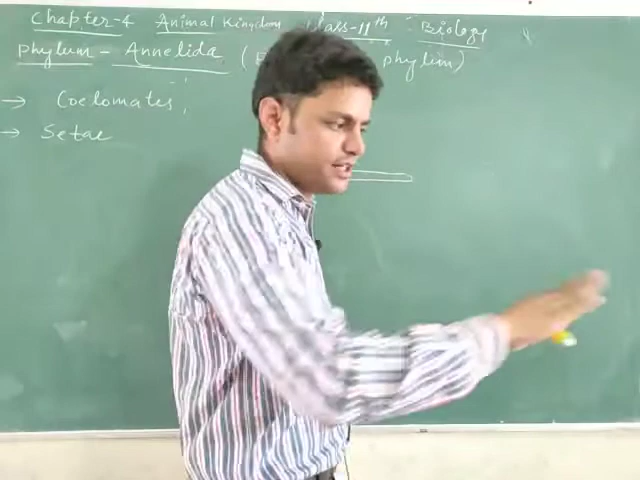 Chapter-4 Animal Kingdom Class-11th : Biology
phylum - Annelida ( phylum)
→ Coelomates,
→ Setae